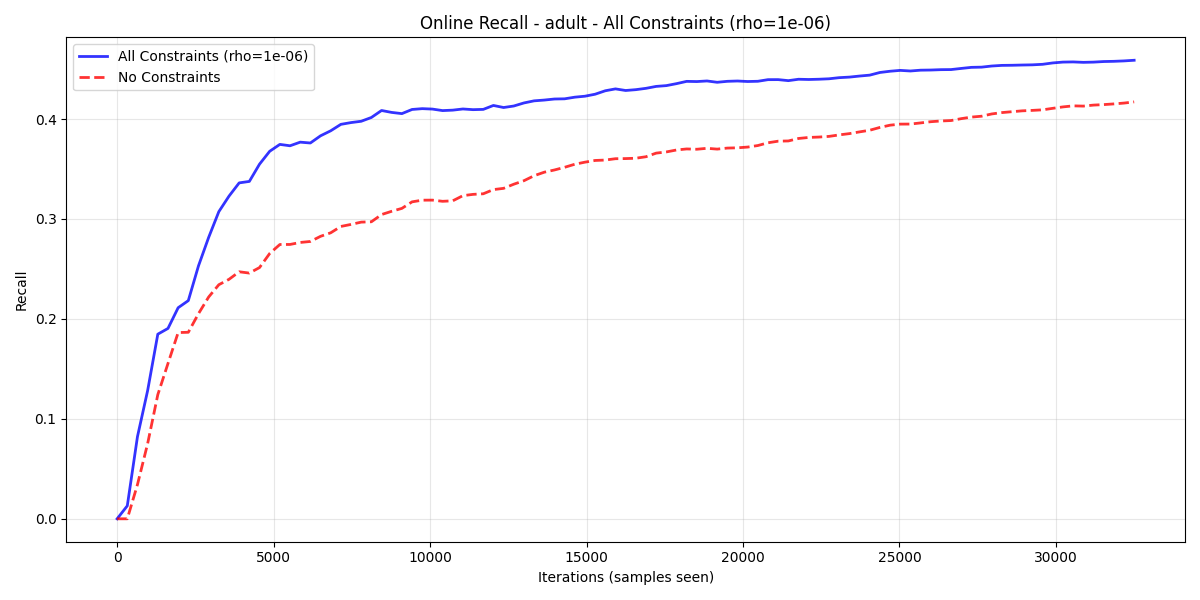 Online Recall - adult - All Constraints (rho=1e-06)
All Constraints (rho=1e-06)
No Constraints
Recall
0.4
0.3
0.2
0.1
0.0
0 5000 10000 15000 20000 25000 30000
Iterations (samples seen)